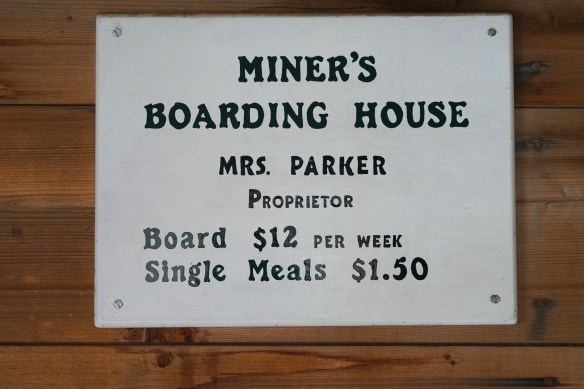 MINER'S
BOARDING HOUSE
MRS. PARKER
PROPRIETOR
Board $12 PER WEEK
Single Meals $1.50